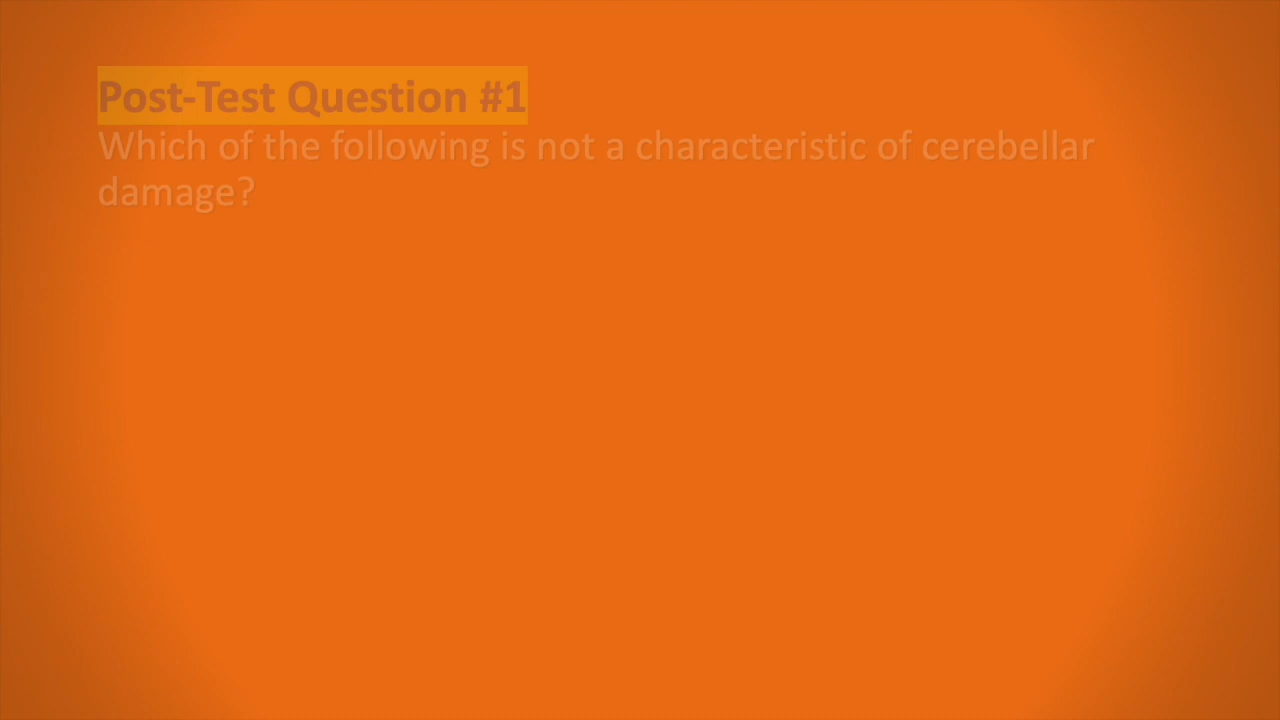 Post-Test Question #1
Which of the following is not a characteristic of cerebellar
damage?